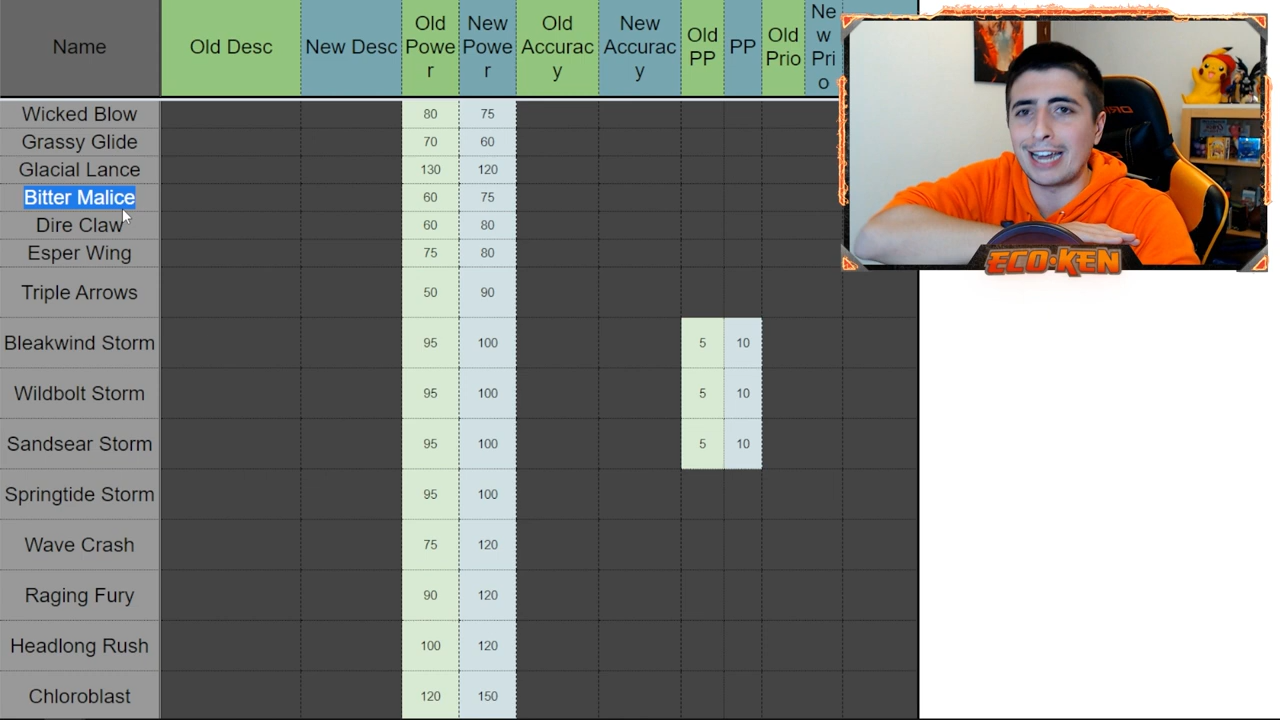 Name Old Desc New Desc Old Power New Power Old Accuracy New Accuracy Old PP PP Old Prio New Prio
Wicked Blow 80 75
Grassy Glide 70 60
Glacial Lance 130 120
Bitter Malice 60 75
Dire Claw 60 80
Esper Wing 75 80
Triple Arrows 50 90
Bleakwind Storm 95 100 5 10
Wildbolt Storm 95 100 5 10
Sandsear Storm 95 100 5 10
Springtide Storm 95 100
Wave Crash 75 120
Raging Fury 90 120
Headlong Rush 100 120
Chloroblast 120 150
ECO·KEN